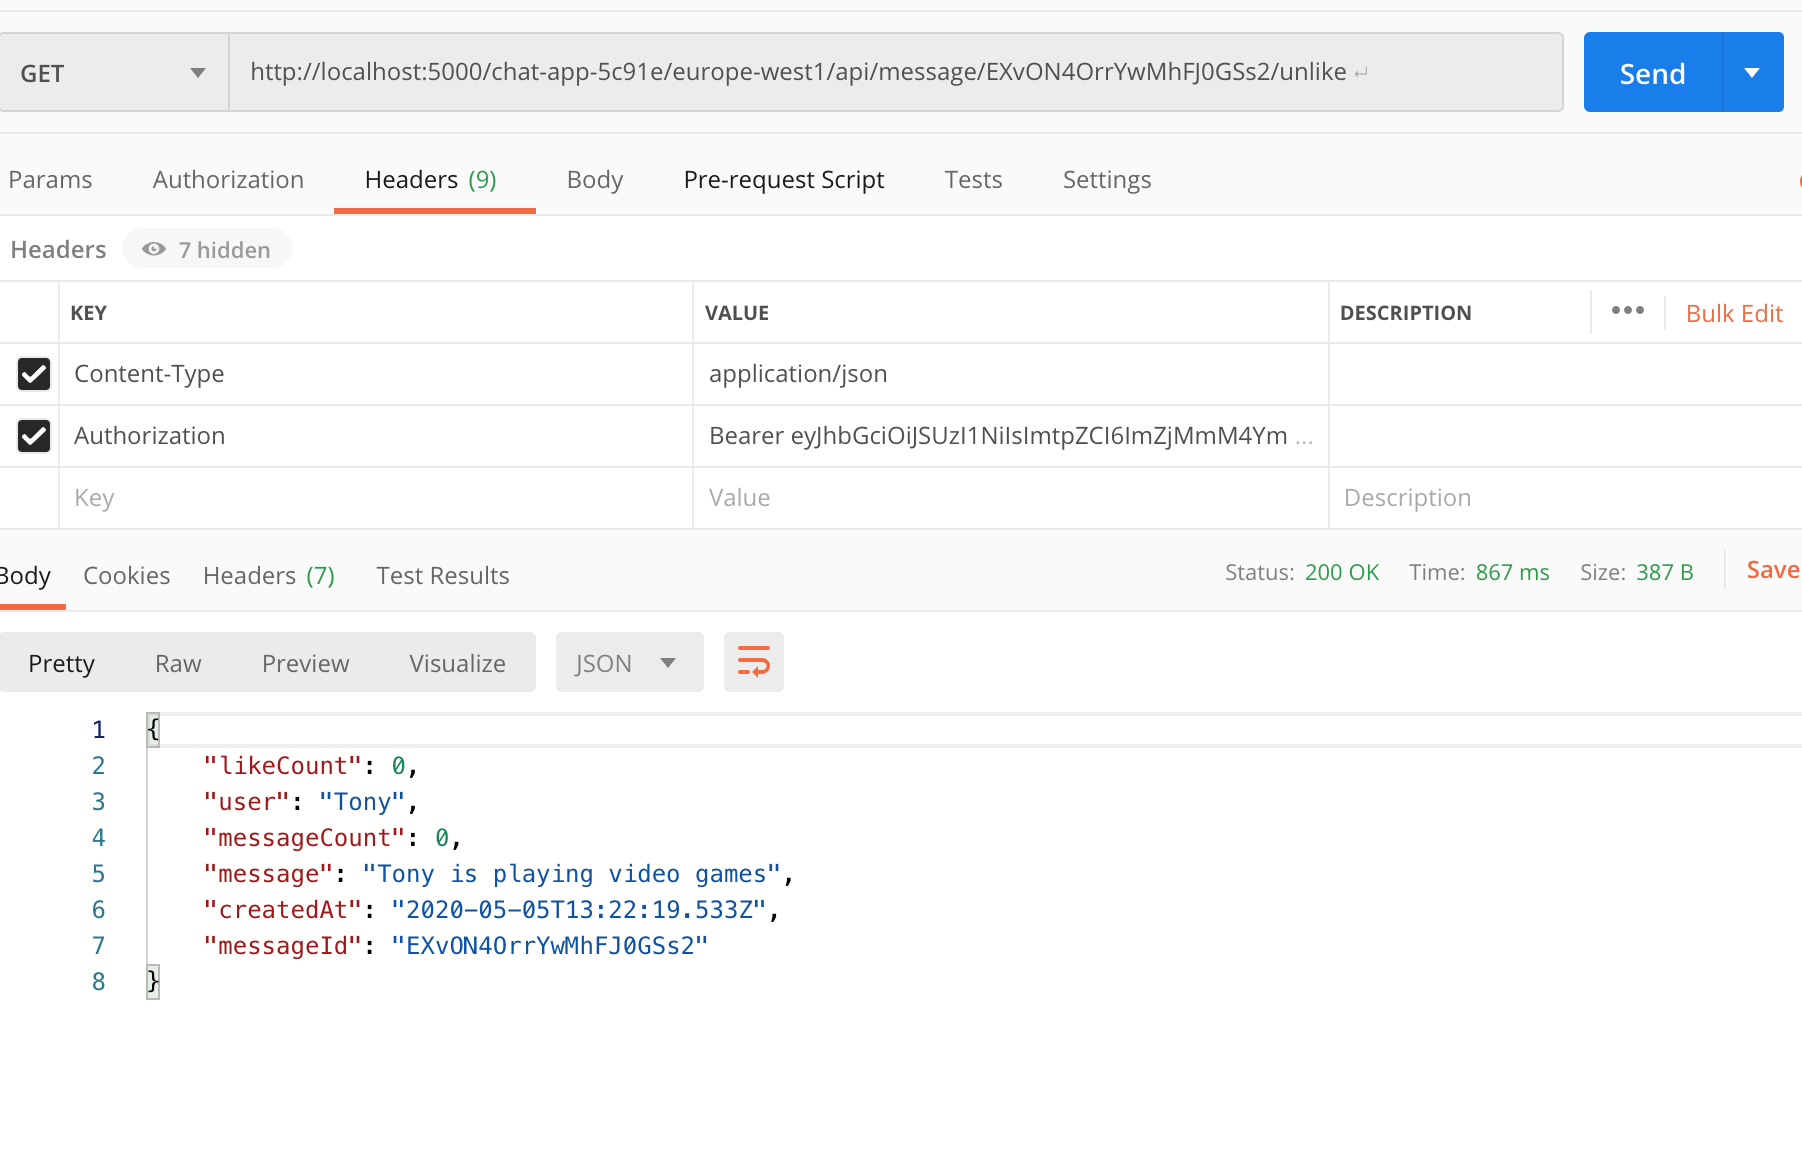 GET http://localhost:5000/chat-app-5c91e/europe-west1/api/message/EXvON4OrrYwMhFJ0GSs2/unlike Send
Params Authorization Headers (9) Body Pre-request Script Tests Settings
Headers 7 hidden
KEY VALUE DESCRIPTION ••• Bulk Edit
Content-Type application/json
Authorization Bearer eyJhbGciOiJSUzI1NiIsImtpZCI6ImZjMmM4Ym ...
Key Value Description
Body Cookies Headers (7) Test Results Status: 200 OK Time: 867 ms Size: 387 B Save
Pretty Raw Preview Visualize JSON
1 {
2 "likeCount": 0,
3 "user": "Tony",
4 "messageCount": 0,
5 "message": "Tony is playing video games",
6 "createdAt": "2020-05-05T13:22:19.533Z",
7 "messageId": "EXvON4OrrYwMhFJ0GSs2"
8 }